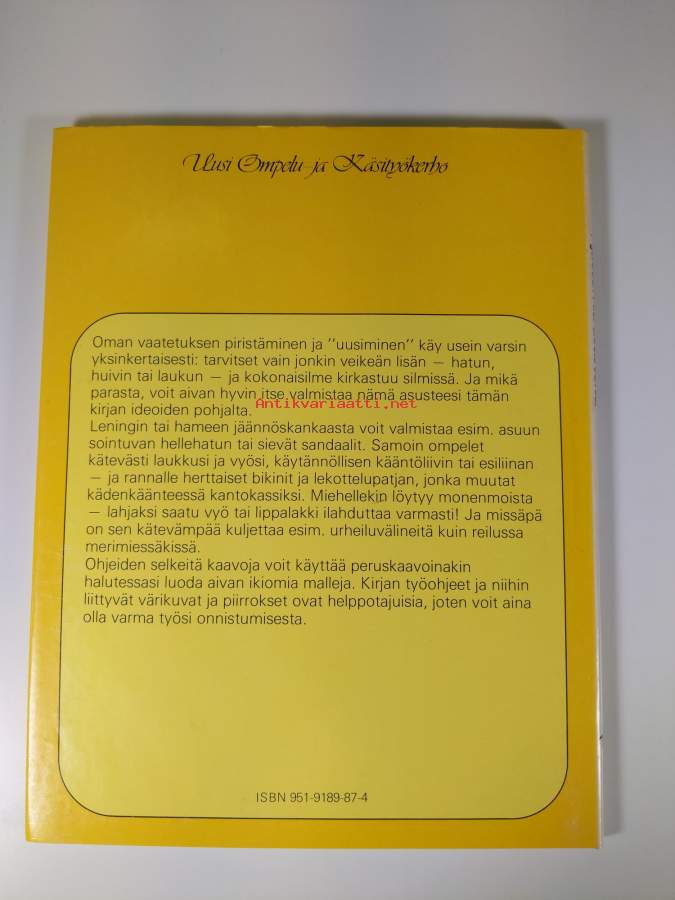 Uusi Ompelu- ja Käsityökerho
Oman vaatetuksen piristäminen ja ''uusiminen'' käy usein varsin
yksinkertaisesti: tarvitset vain jonkin veikeän lisän — hatun,
huivin tai laukun — ja kokonaisilme kirkastuu silmissä. Ja mikä
parasta, voit aivan hyvin itse valmistaa nämä asusteesi tämän
kirjan ideoiden pohjalta.
Antikvariaatti.net
Leningin tai hameen jäännöskankaasta voit valmistaa esim. asuun
sointuvan hellehatun tai sievät sandaalit. Samoin ompelet
kätevästi laukkusi ja vyösi, käytännöllisen kääntöliivin tai esiliinan
— ja rannalle herttaiset bikinit ja lekottelupatjan, jonka muutat
kädenkäänteessä kantokassiksi. Miehellekin löytyy monenmoista
— lahjaksi saatu vyö tai lippalakki ilahduttaa varmasti! Ja missäpä
on sen kätevämpää kuljettaa esim. urheiluvälineitä kuin reilussa
merimiessäkissä.
Ohjeiden selkeitä kaavoja voit käyttää peruskaavoinakin
halutessasi luoda aivan ikiomia malleja. Kirjan työohjeet ja niihin
liittyvät värikuvat ja piirrokset ovat helppotajuisia, joten voit aina
olla varma työsi onnistumisesta.
ISBN 951-9189-87-4